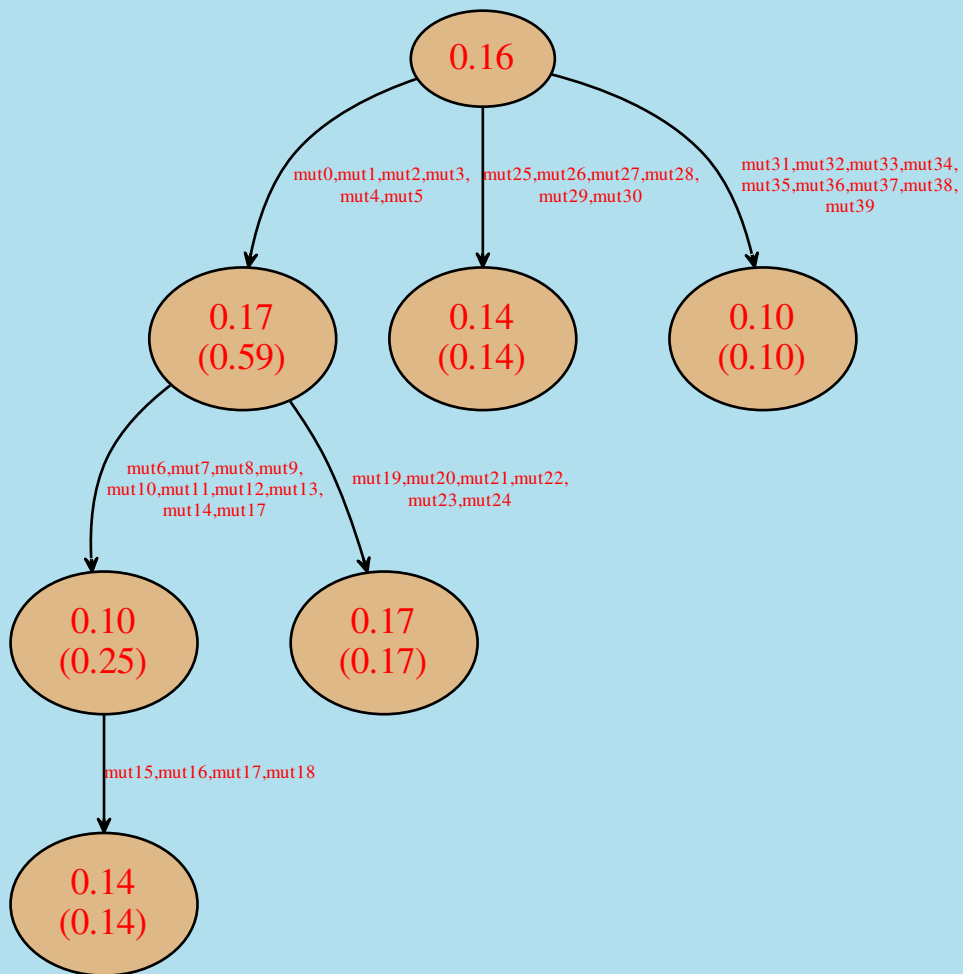 0.16
mut0,mut1,mut2,mut3,
mut4,mut5
mut25,mut26,mut27,mut28,
mut29,mut30
mut31,mut32,mut33,mut34,
mut35,mut36,mut37,mut38,
mut39
0.17
(0.59)
0.14
(0.14)
0.10
(0.10)
mut6,mut7,mut8,mut9,
mut10,mut11,mut12,mut13,
mut14,mut17
mut19,mut20,mut21,mut22,
mut23,mut24
0.10
(0.25)
0.17
(0.17)
mut15,mut16,mut17,mut18
0.14
(0.14)